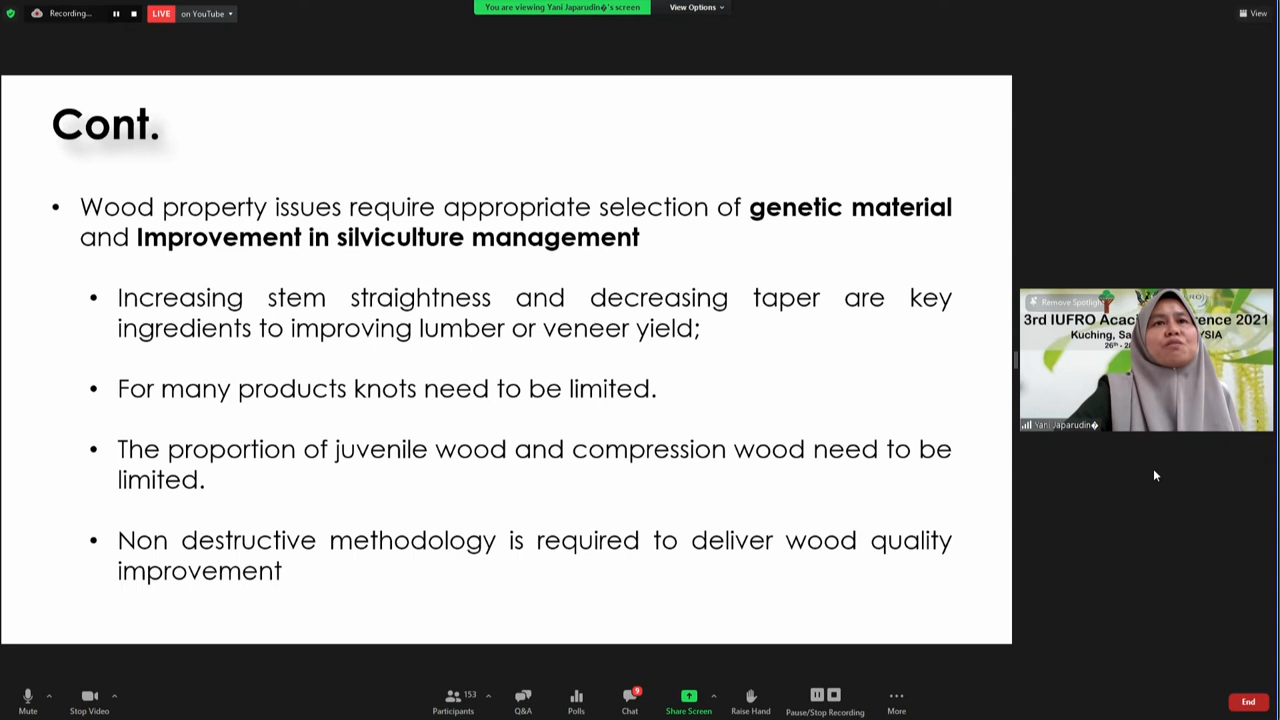 Recording...
LIVE
on YouTube
You are viewing Yani Japarudin�'s screen
View Options
View
Cont.
• Wood property issues require appropriate selection of genetic material
and Improvement in silviculture management
• Increasing stem straightness and decreasing taper are key
ingredients to improving lumber or veneer yield;
• For many products knots need to be limited.
• The proportion of juvenile wood and compression wood need to be
limited.
• Non destructive methodology is required to deliver wood quality
improvement
Remove Spotlight
3rd IUFRO 2021
Kuching,
26th
Yani Japarudin�
Mute
Stop Video
153
Participants
Q&A
Polls
9
Chat
Share Screen
Raise Hand
Pause/Stop Recording
More
End